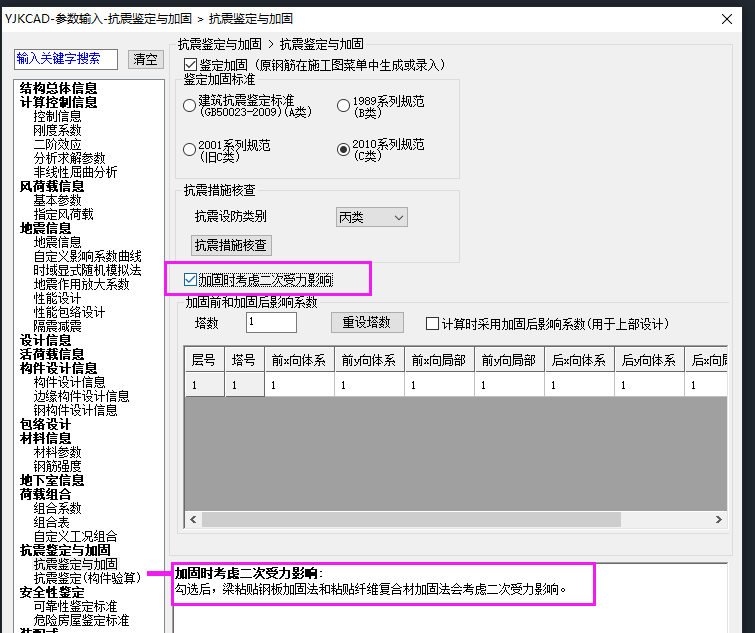 YJKCAD-参数输入-抗震鉴定与加固 > 抗震鉴定与加固
输入关键字搜索
清空
结构总体信息
计算控制信息
控制信息
刚度系数
二阶效应
分析求解参数
非线性屈曲分析
风荷载信息
基本参数
指定风荷载
地震信息
地震信息
自定义影响系数曲线
时域显式随机模拟法
地震作用放大系数
性能设计
性能包络设计
隔震减震
设计信息
活荷载信息
构件设计信息
构件设计信息
边缘构件设计信息
钢构件设计信息
包络设计
材料信息
材料参数
钢筋强度
地下室信息
荷载组合
组合系数
组合表
自定义工况组合
抗震鉴定与加固
抗震鉴定与加固
抗震鉴定(构件验算)
安全性鉴定
可靠性鉴定标准
危险房屋鉴定标准
装配式
抗震鉴定与加固 > 抗震鉴定与加固
鉴定加固 (原钢筋在施工图菜单中生成或录入)
鉴定加固标准
建筑抗震鉴定标准
(GB50023-2009)(A类)
1989系列规范
(B类)
2001系列规范
(旧C类)
2010系列规范
(C类)
抗震措施核查
抗震设防类别
丙类
抗震措施核查
加固时考虑二次受力影响
加固前和加固后影响系数
塔数
1
重设塔数
计算时采用加固后影响系数(用于上部设计)
层号 塔号 前x向体系 前y向体系 前x向局部 前y向局部 后x向体系 后y向体系 后x向局
1 1 1 1 1 1 1 1 1
加固时考虑二次受力影响:
勾选后，梁粘贴钢板加固法和粘贴纤维复合材加固法会考虑二次受力影响。